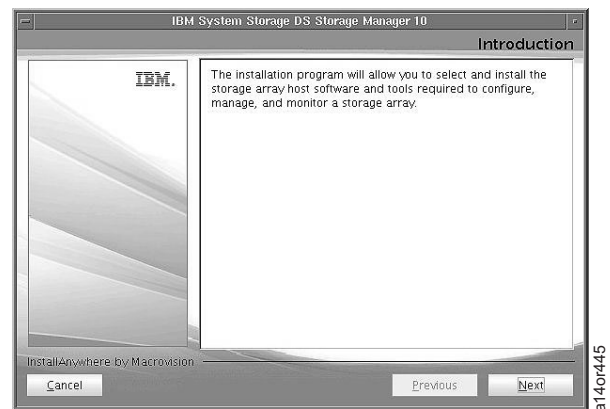 IBM System Storage DS Storage Manager 10
Introduction
IBM.
The installation program will allow you to select and install the
storage array host software and tools required to configure,
manage, and monitor a storage array.
InstallAnywhere by Macrovision
Cancel
Previous
Next
a14or445